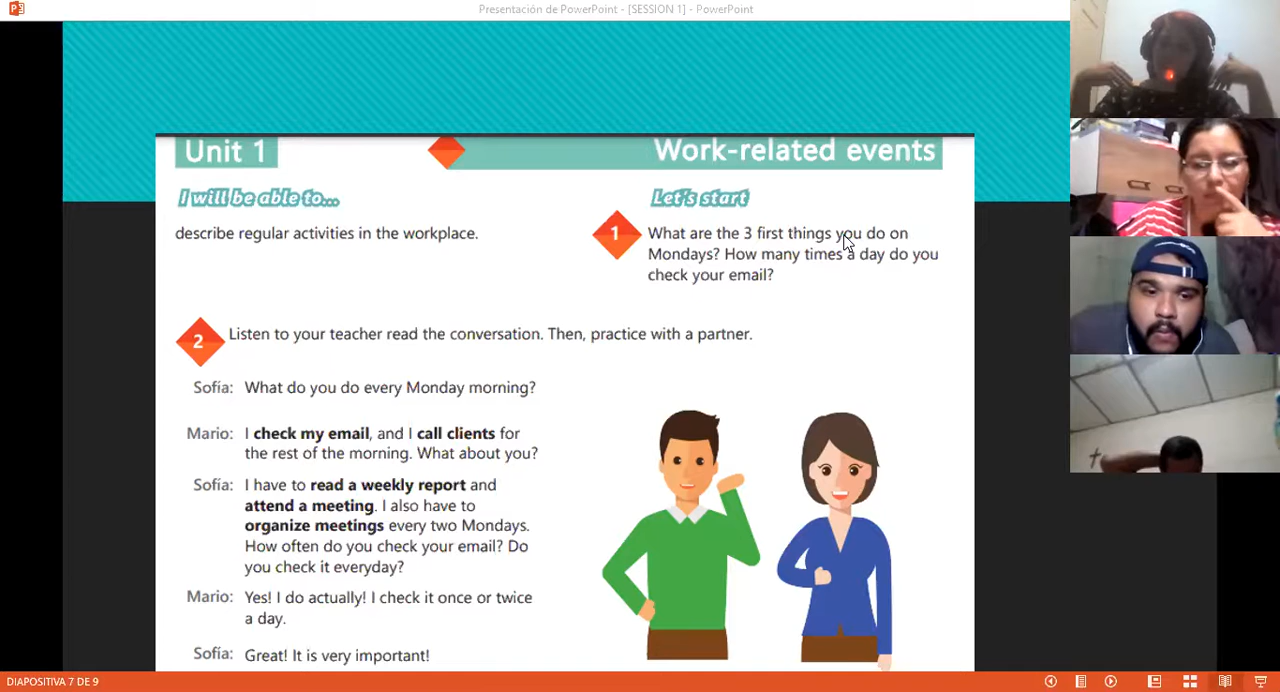 Presentación de PowerPoint - [SESSION 1] - PowerPoint
Unit 1
Work-related events
I will be able to...
Let's start
describe regular activities in the workplace.
1
What are the 3 first things you do on
Mondays? How many times a day do you
check your email?
2
Listen to your teacher read the conversation. Then, practice with a partner.
Sofía: What do you do every Monday morning?
Mario: I check my email, and I call clients for
the rest of the morning. What about you?
Sofía: I have to read a weekly report and
attend a meeting. I also have to
organize meetings every two Mondays.
How often do you check your email? Do
you check it everyday?
Mario: Yes! I do actually! I check it once or twice
a day.
Sofía: Great! It is very important!
DIAPOSITIVA 7 DE 9